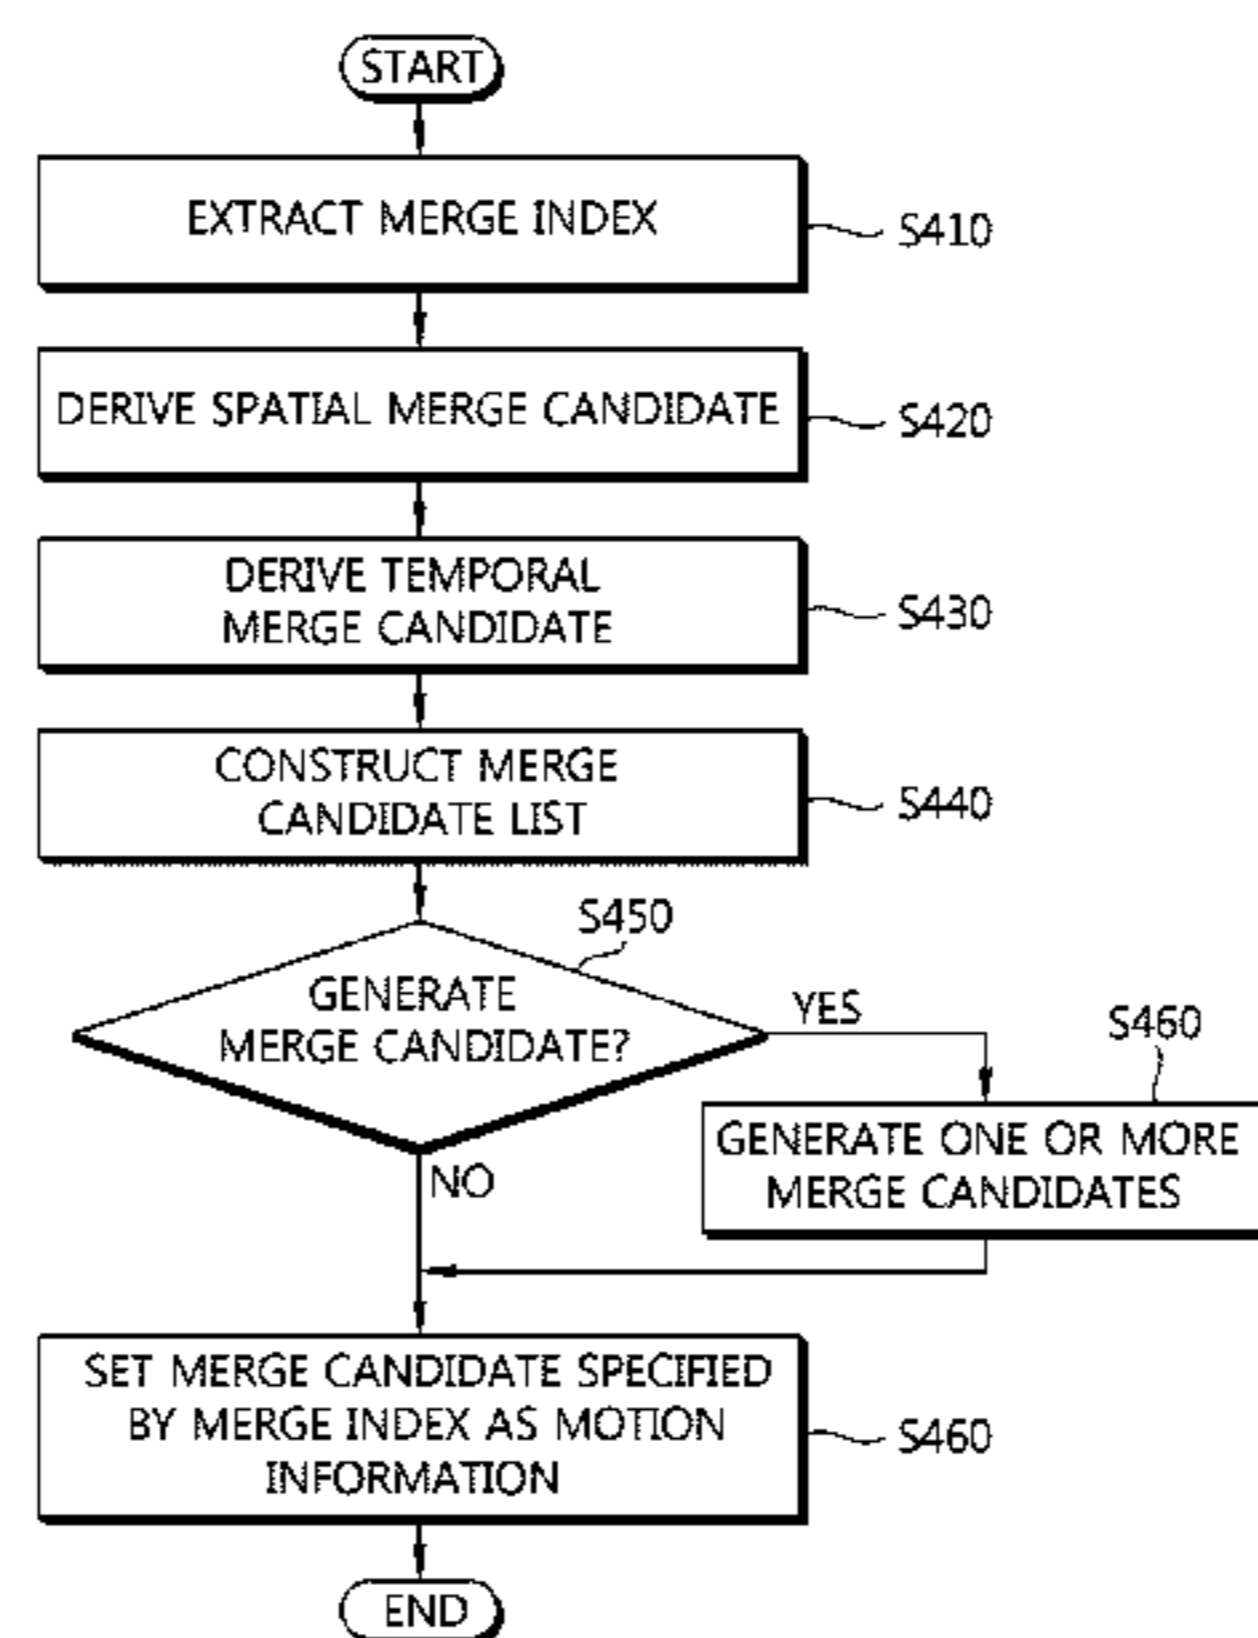 START
EXTRACT MERGE INDEX
S410
DERIVE SPATIAL MERGE CANDIDATE
S420
DERIVE TEMPORAL
MERGE CANDIDATE
S430
CONSTRUCT MERGE
CANDIDATE LIST
S440
S450
GENERATE
MERGE CANDIDATE?
YES
S460
GENERATE ONE OR MORE
MERGE CANDIDATES
NO
SET MERGE CANDIDATE SPECIFIED
BY MERGE INDEX AS MOTION
INFORMATION
S460
END